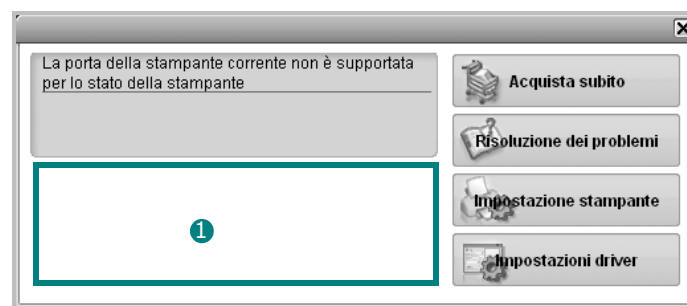 La porta della stampante corrente non è supportata
per lo stato della stampante
Acquista subito
Risoluzione dei problemi
Impostazione stampante
Impostazioni driver
1